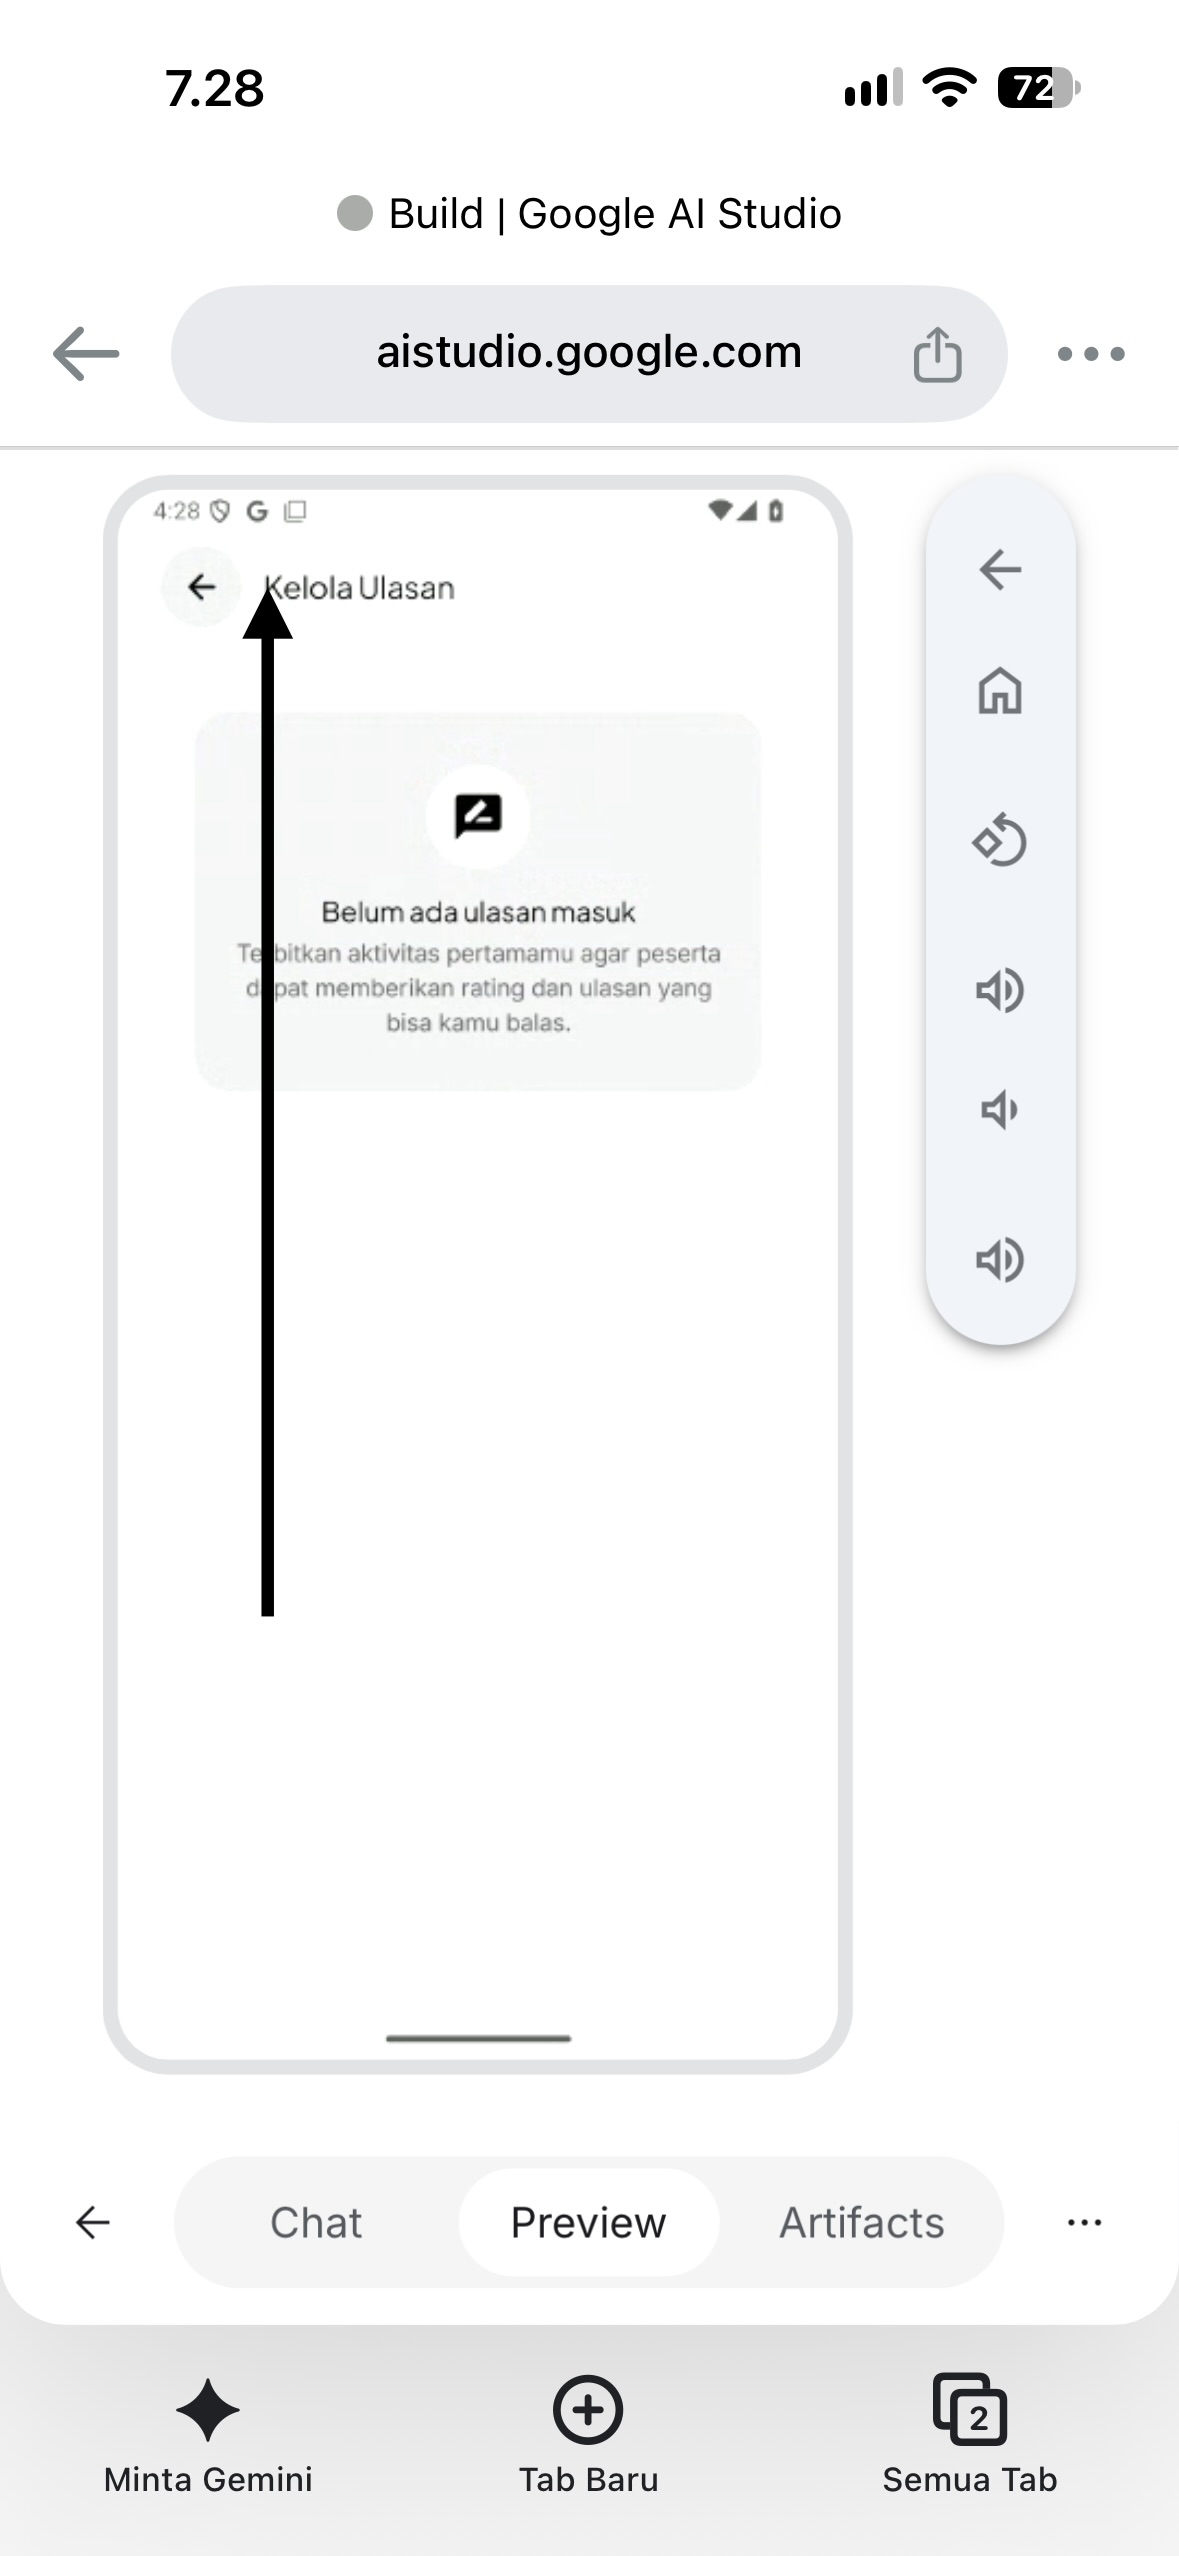 7.28
72
Build | Google AI Studio
aistudio.google.com
4:28
Kelola Ulasan
Belum ada ulasan masuk
Terbitkan aktivitas pertamamu agar peserta
dapat memberikan rating dan ulasan yang
bisa kamu balas.
Chat
Preview
Artifacts
2
Minta Gemini
Tab Baru
Semua Tab